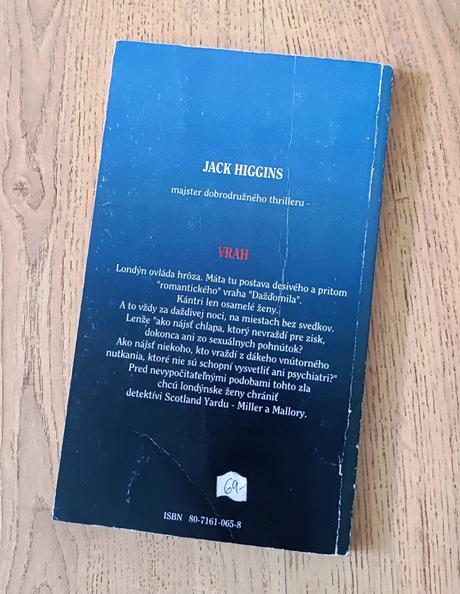 JACK HIGGINS
majster dobrodružného thrilleru -
VRAH
Londýn ovláda hrôza. Máta tu postava desivého a pritom
"romantického" vraha "Dažďomila".
Kántri len osamelé ženy.
A to vždy za daždivej noci, na miestach bez svedkov.
Lenže "ako nájsť chlapa, ktorý nevraždí pre zisk,
dokonca ani zo sexuálnych pohnútok?
Ako nájsť niekoho, kto vraždí z dákeho vnútorného
nutkania, ktoré nie sú schopní vysvetliť ani psychiatri?"
Pred nevypočítateľnými podobami tohto zla
chcú londýnske ženy chrániť
detektívi Scotland Yardu - Miller a Mallory.
69,-
ISBN 80-7161-065-8